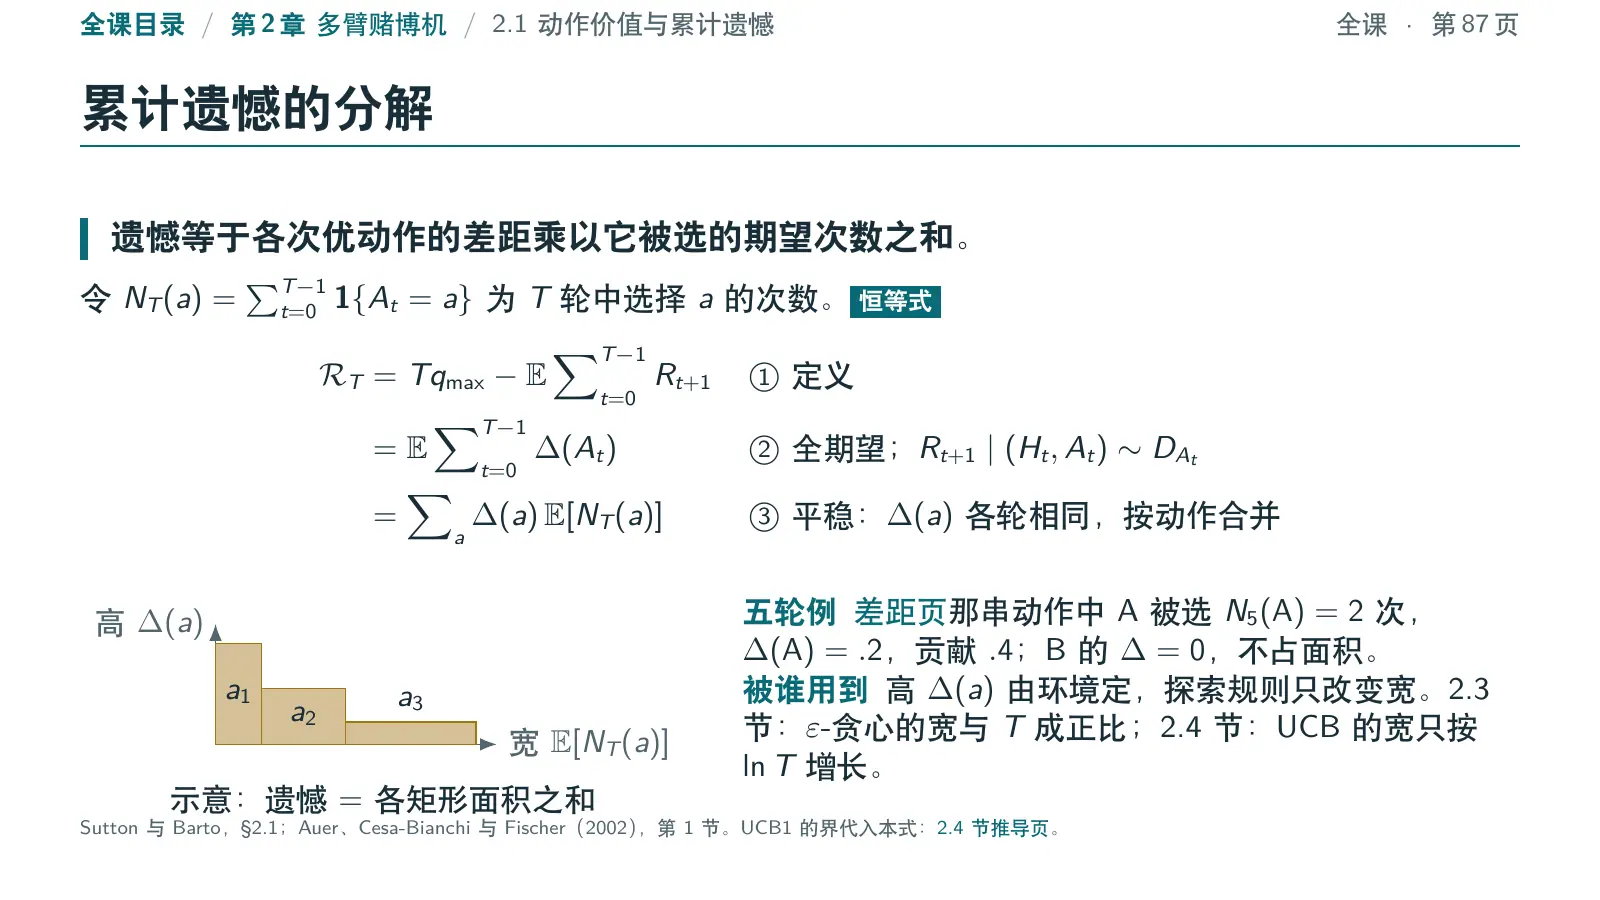 全课目录 / 第 2 章 多臂赌博机 / 2.1 动作价值与累计遗憾
全课 · 第 87 页
累计遗憾的分解
遗憾等于各次优动作的差距乘以它被选的期望次数之和。
令 N_T(a) = ∑_{t=0}^{T−1} 1{A_t = a} 为 T 轮中选择 a 的次数。 恒等式
ℛ_T = Tq_max − 𝔼 ∑_{t=0}^{T−1} R_{t+1} ① 定义
= 𝔼 ∑_{t=0}^{T−1} Δ(A_t) ② 全期望；R_{t+1} | (H_t, A_t) ∼ D_{A_t}
= ∑_a Δ(a) 𝔼[N_T(a)] ③ 平稳：Δ(a) 各轮相同，按动作合并
高 Δ(a)
a₁
a₂
a₃
宽 𝔼[N_T(a)]
示意：遗憾 = 各矩形面积之和
五轮例 差距页那串动作中 A 被选 N₅(A) = 2 次，
Δ(A) = .2，贡献 .4；B 的 Δ = 0，不占面积。
被谁用到 高 Δ(a) 由环境定，探索规则只改变宽。2.3
节：ε-贪心的宽与 T 成正比；2.4 节：UCB 的宽只按
ln T 增长。
Sutton 与 Barto，§2.1；Auer、Cesa-Bianchi 与 Fischer（2002），第 1 节。UCB1 的界代入本式：2.4 节推导页。